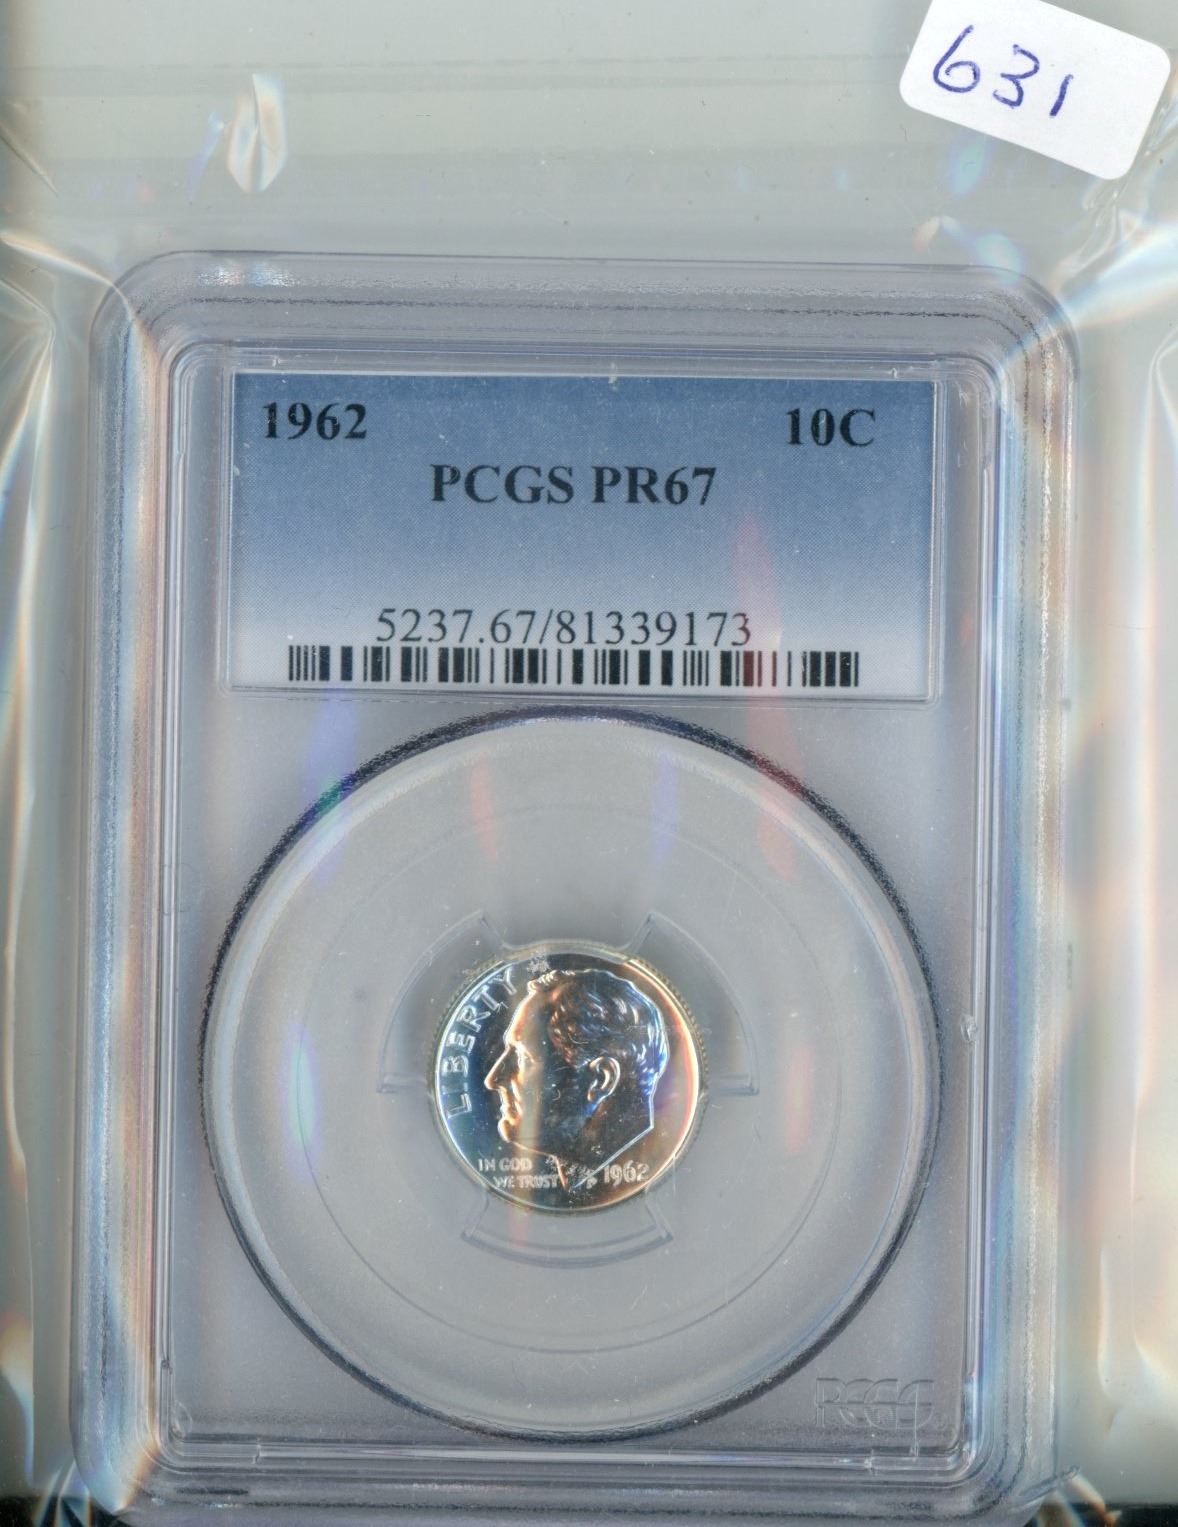 631
1962 10C
PCGS PR67
5237.67/81339173
LIBERTY
IN GOD
WE TRUST 1962
PCGS